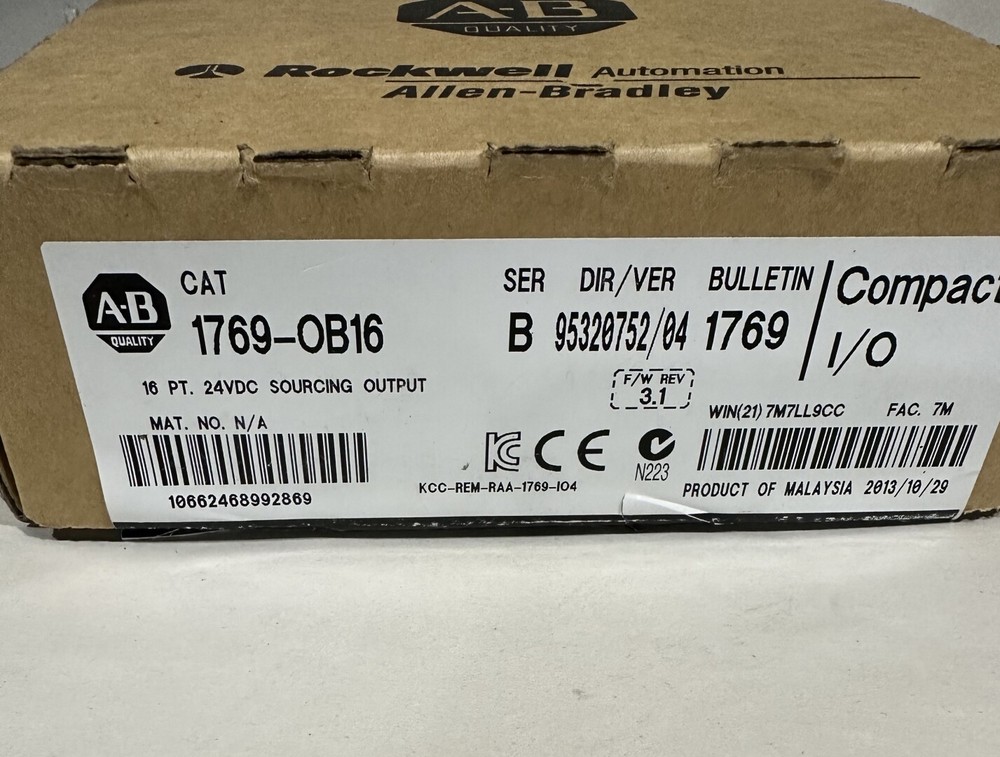 A-B
QUALITY
Rockwell Automation
Allen-Bradley
A-B
QUALITY
CAT
1769-OB16
16 PT. 24VDC SOURCING OUTPUT
MAT. NO. N/A
10662468992869
SER DIR/VER BULLETIN
B 95320752/04 1769
F/W REV
3.1
Compact
I/O
WIN(21) 7M7LL9CC FAC. 7M
KCC-REM-RAA-1769-IO4
CE
N223
PRODUCT OF MALAYSIA 2013/10/29